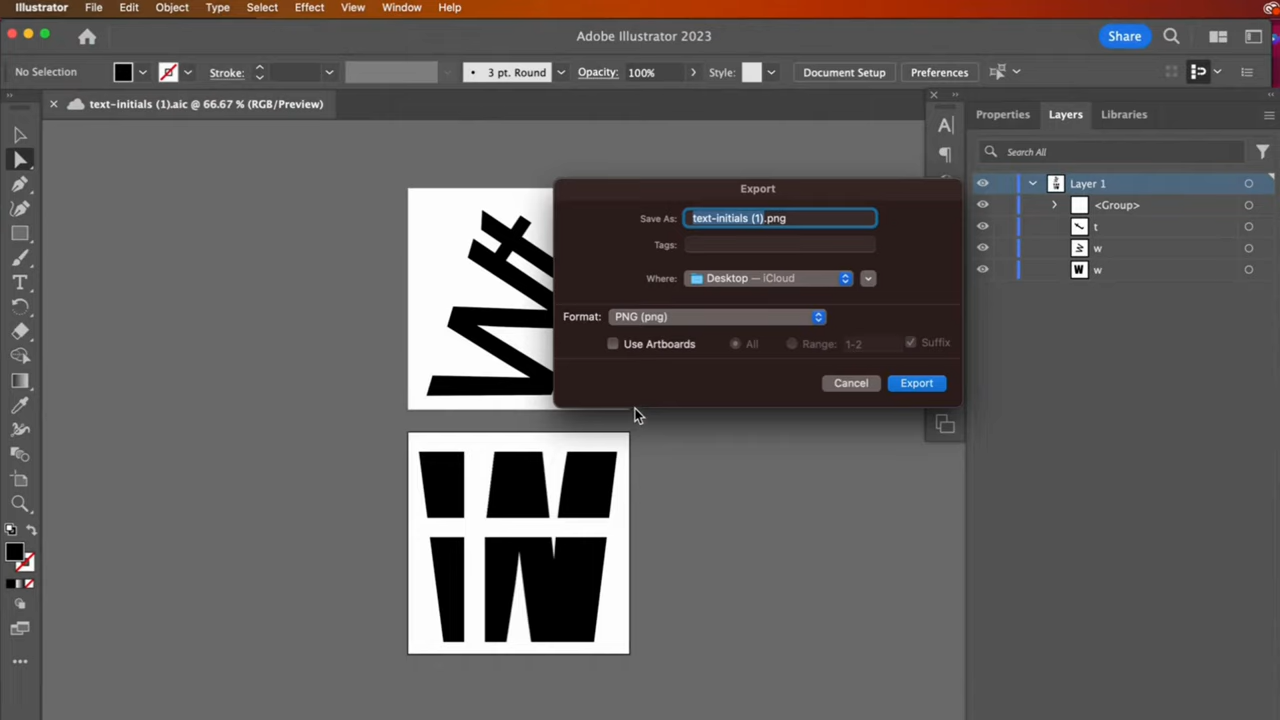 Illustrator File Edit Object Type Select Effect View Window Help
Adobe Illustrator 2023
Share
No Selection
Stroke:
3 pt. Round
Opacity: 100%
Style:
Document Setup
Preferences
text-initials (1).aic @ 66.67 % (RGB/Preview)
Properties Layers Libraries
Search All
Layer 1
<Group>
t
w
w
Export
Save As: text-initials (1).png
Tags:
Where: Desktop — iCloud
Format: PNG (png)
Use Artboards All Range: 1-2 Suffix
Cancel Export